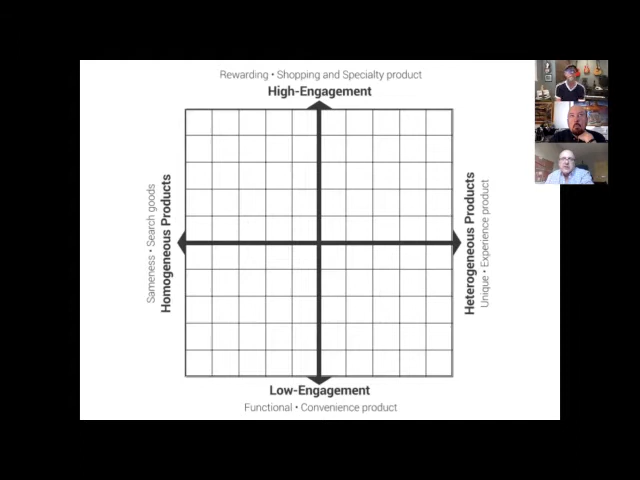 Rewarding • Shopping and Specialty product
High-Engagement
Sameness • Search goods
Homogeneous Products
Heterogeneous Products
Unique • Experience product
Low-Engagement
Functional • Convenience product